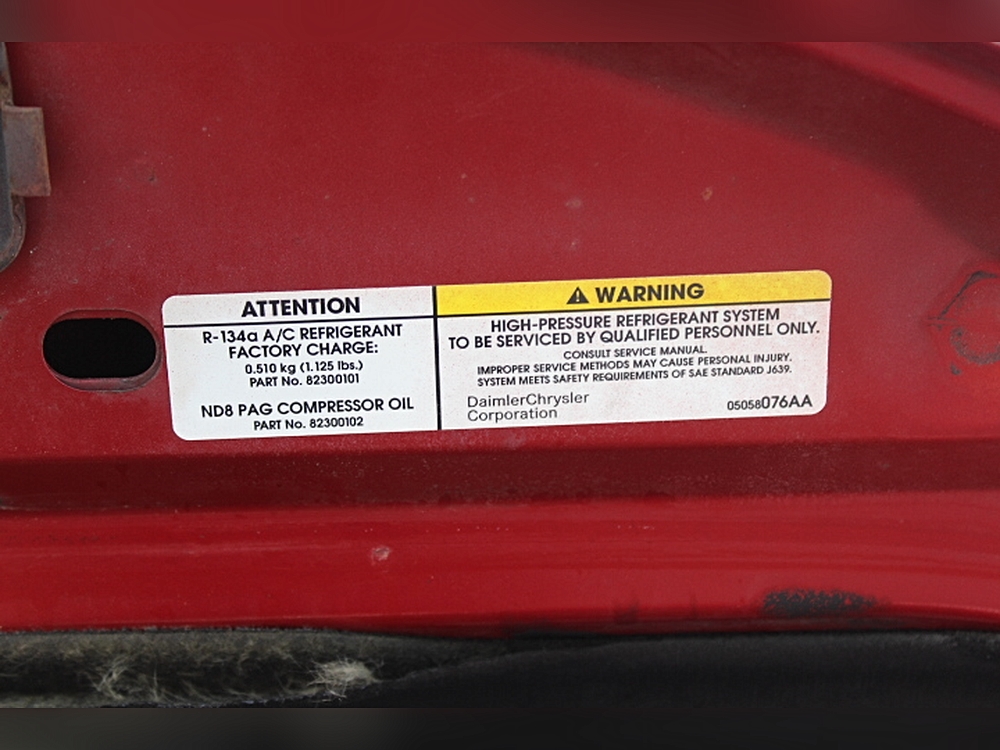 ATTENTION
R-134a A/C REFRIGERANT
FACTORY CHARGE:
0.510 kg (1.125 lbs.)
PART No. 82300101
ND8 PAG COMPRESSOR OIL
PART No. 82300102
WARNING
HIGH-PRESSURE REFRIGERANT SYSTEM
TO BE SERVICED BY QUALIFIED PERSONNEL ONLY.
CONSULT SERVICE MANUAL.
IMPROPER SERVICE METHODS MAY CAUSE PERSONAL INJURY.
SYSTEM MEETS SAFETY REQUIREMENTS OF SAE STANDARD J639.
DaimlerChrysler
Corporation
05058076AA